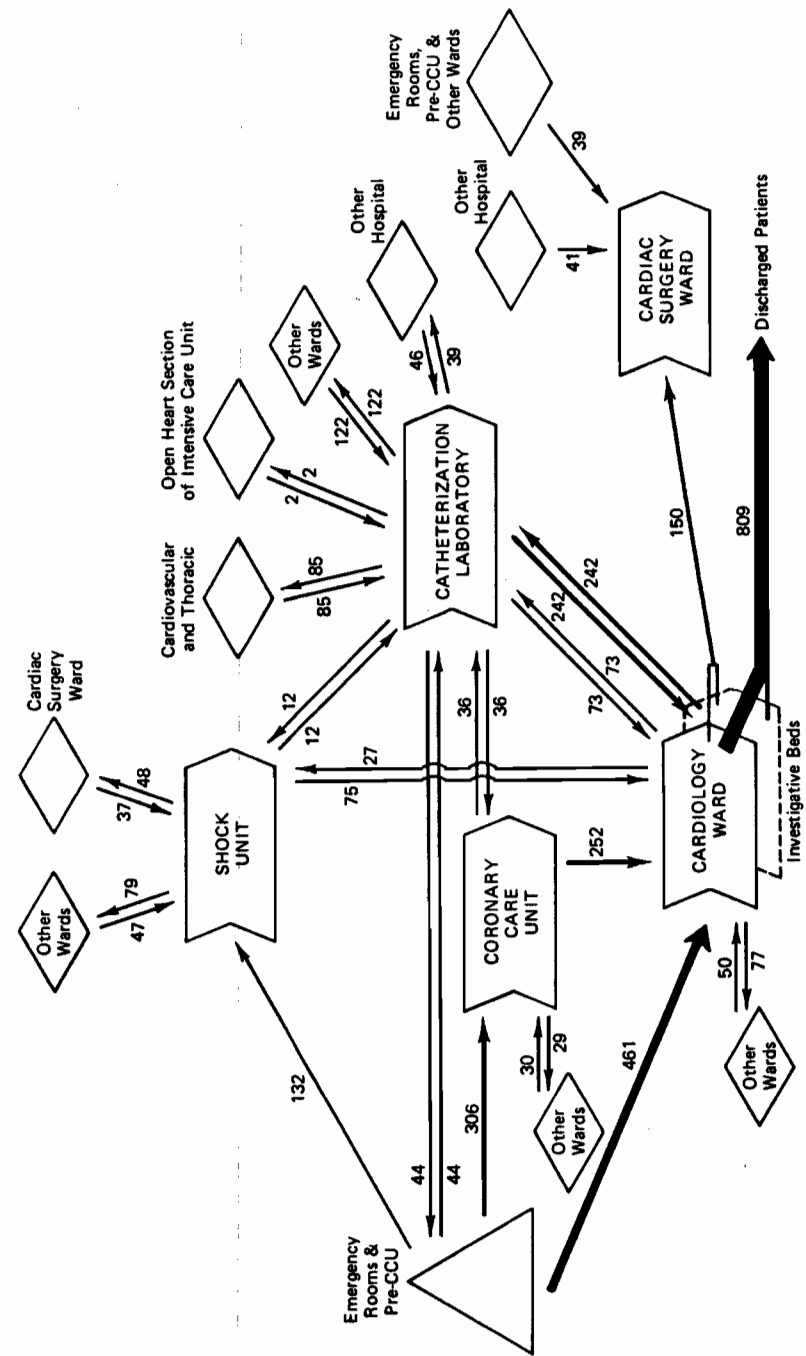 Cardiac
Surgery
Ward
Other
Wards
37
48
47
79
SHOCK
UNIT
Cardiovascular
and Thoracic
Open Heart Section
of Intensive Care Unit
Other
Wards
Other
Hospital
85
85
2
2
122
122
46
39
12
12
CATHETERIZATION
LABORATORY
Emergency
Rooms,
Pre-CCU &
Other Wards
Other
Hospital
41
39
CARDIAC
SURGERY
WARD
Emergency
Rooms &
Pre-CCU
132
44
44
306
461
30
29
Other
Wards
CORONARY
CARE
UNIT
36
36
252
75
27
73
73
242
242
150
809
Discharged Patients
50
77
Other
Wards
CARDIOLOGY
WARD
Investigative Beds